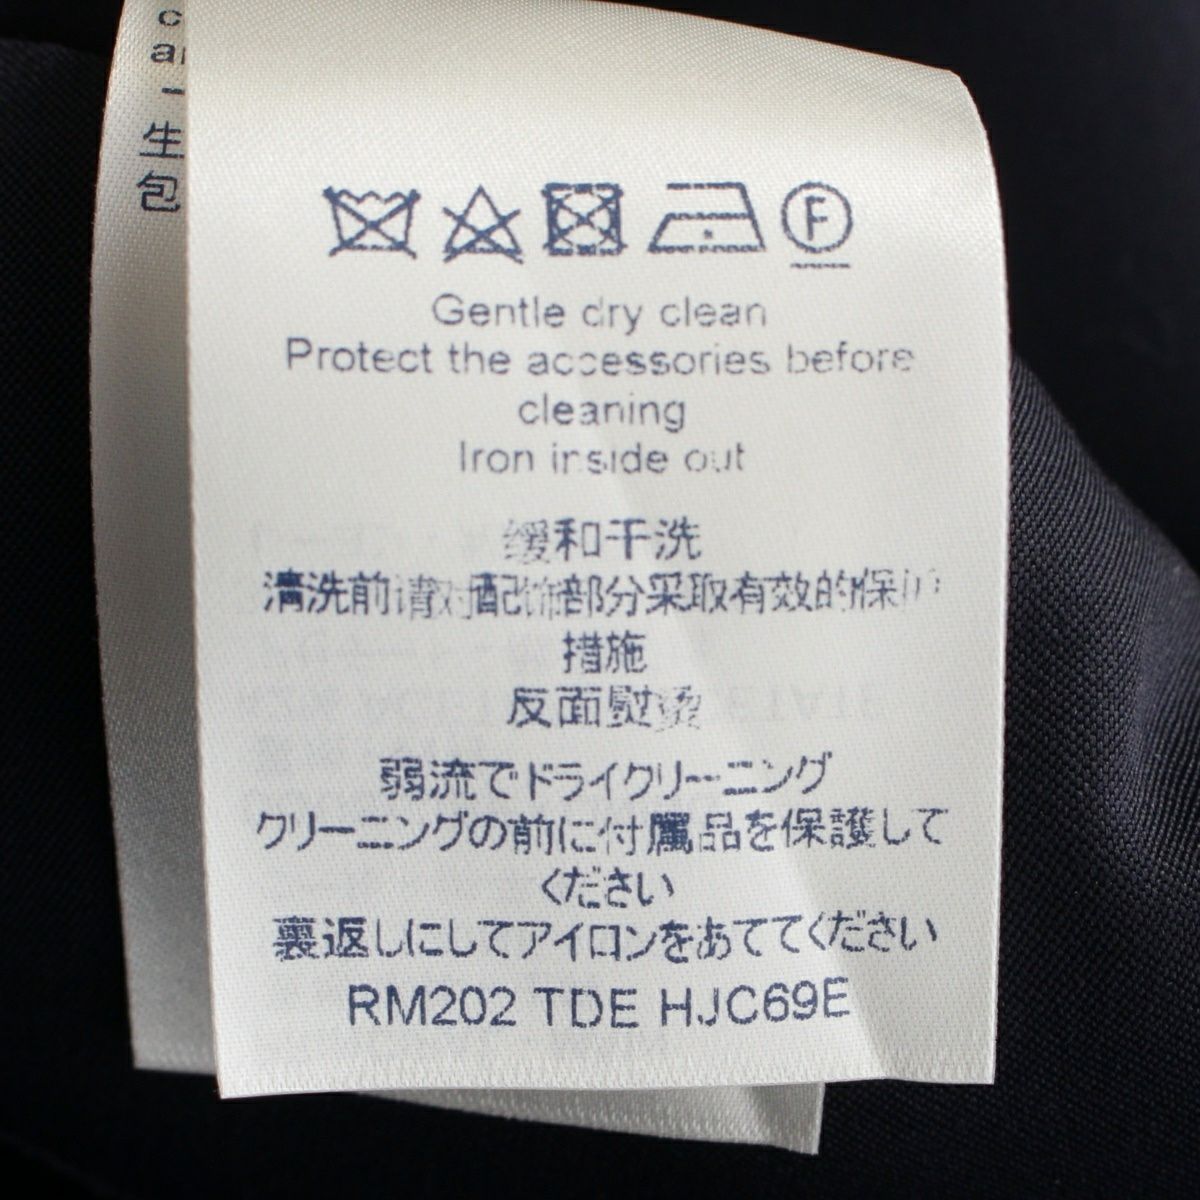 生
包
F
Gentle dry clean
Protect the accessories before
cleaning
Iron inside out
缓和干洗
清洗前请对配饰部分采取有效的保护
措施
反面熨烫
弱流でドライクリーニング
クリーニングの前に付属品を保護して
ください
裏返しにしてアイロンをあててください
RM202 TDE HJC69E